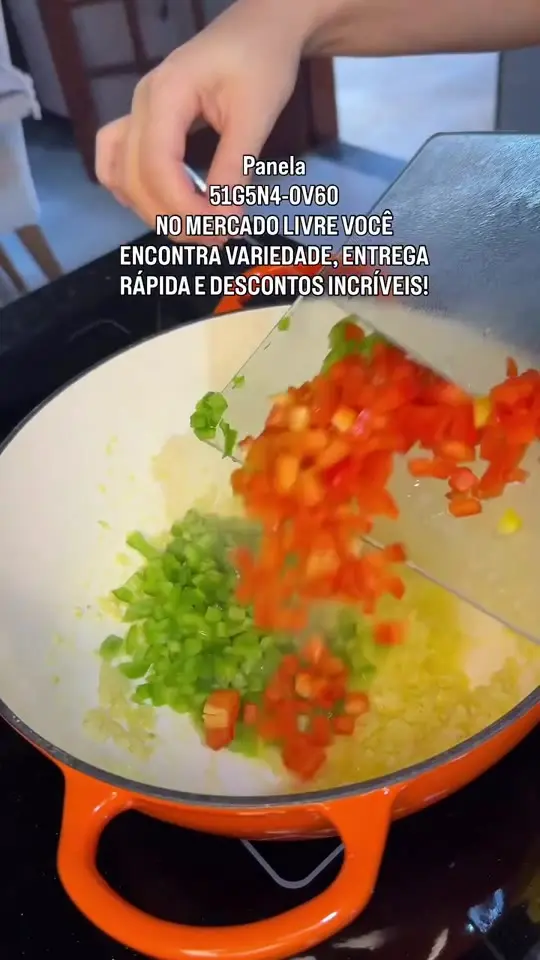 Panela
51G5N4-0V60
NO MERCADO LIVRE VOCÊ
ENCONTRA VARIEDADE, ENTREGA
RÁPIDA E DESCONTOS INCRÍVEIS!